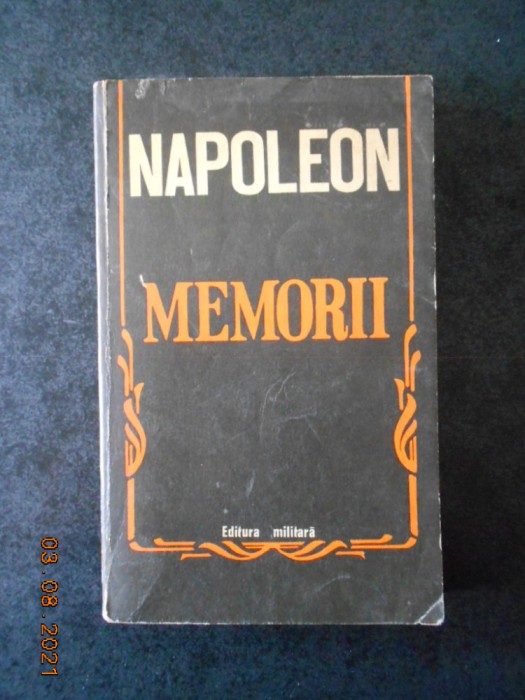 NAPOLEON
MEMORII
Editura militară
03.08.2021